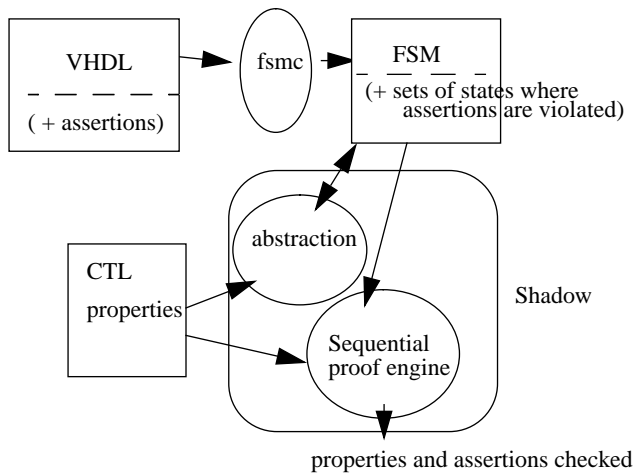 VHDL
( + assertions)
fsmc
FSM
(+ sets of states where
assertions are violated)
abstraction
CTL
properties
Shadow
Sequential
proof engine
properties and assertions checked